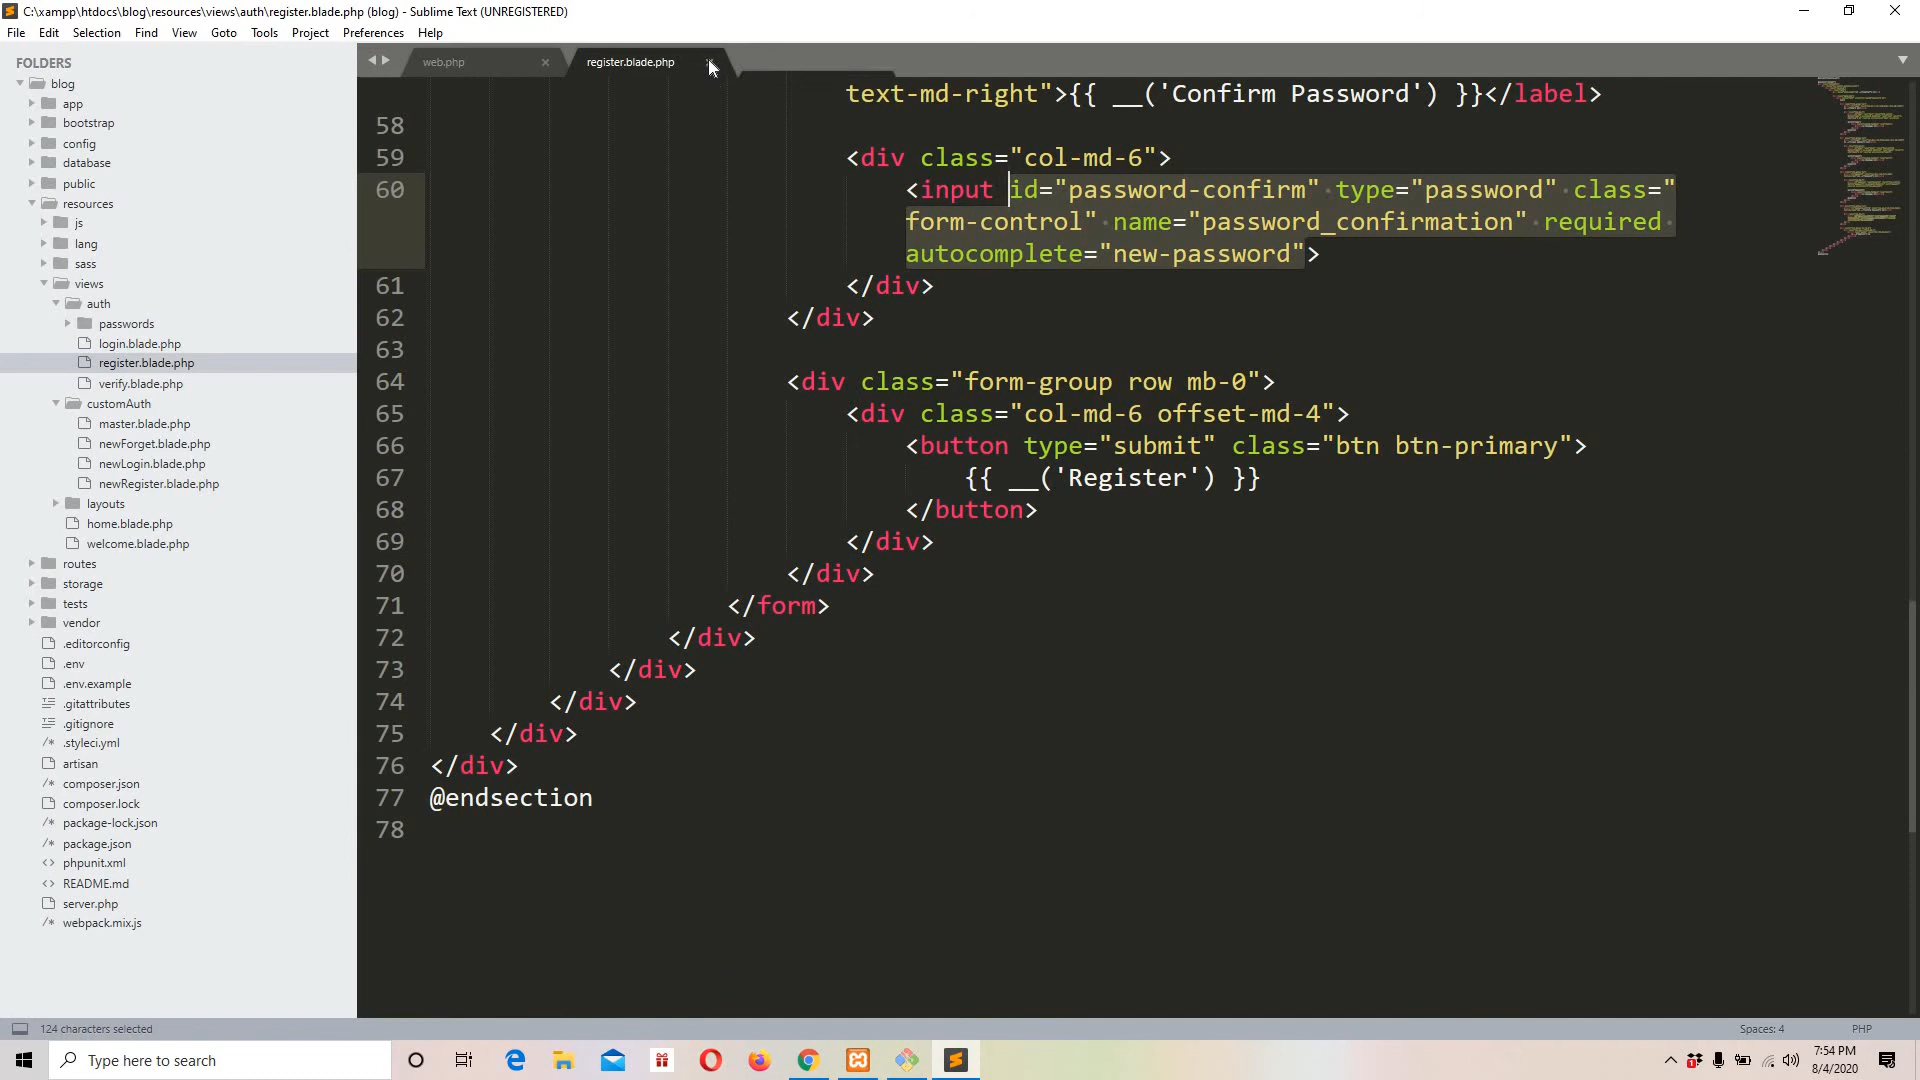 C:\xampp\htdocs\blog\resources\views\auth\register.blade.php (blog) - Sublime Text (UNREGISTERED)
File Edit Selection Find View Goto Tools Project Preferences Help
FOLDERS
blog
app
bootstrap
config
database
public
resources
js
lang
sass
views
auth
passwords
login.blade.php
register.blade.php
verify.blade.php
customAuth
master.blade.php
newForget.blade.php
newLogin.blade.php
newRegister.blade.php
layouts
home.blade.php
welcome.blade.php
routes
storage
tests
vendor
.editorconfig
.env
.env.example
.gitattributes
.gitignore
.styleci.yml
artisan
composer.json
composer.lock
package-lock.json
package.json
phpunit.xml
README.md
server.php
webpack.mix.js
web.php register.blade.php
text-md-right">{{ __('Confirm Password') }}</label>
58
59 <div class="col-md-6">
60 <input id="password-confirm" type="password" class="
form-control" name="password_confirmation" required
autocomplete="new-password">
61 </div>
62 </div>
63
64 <div class="form-group row mb-0">
65 <div class="col-md-6 offset-md-4">
66 <button type="submit" class="btn btn-primary">
67 {{ __('Register') }}
68 </button>
69 </div>
70 </div>
71 </form>
72 </div>
73 </div>
74 </div>
75 </div>
76 </div>
77 @endsection
78
124 characters selected Spaces: 4 PHP
Type here to search
7:54 PM
8/4/2020